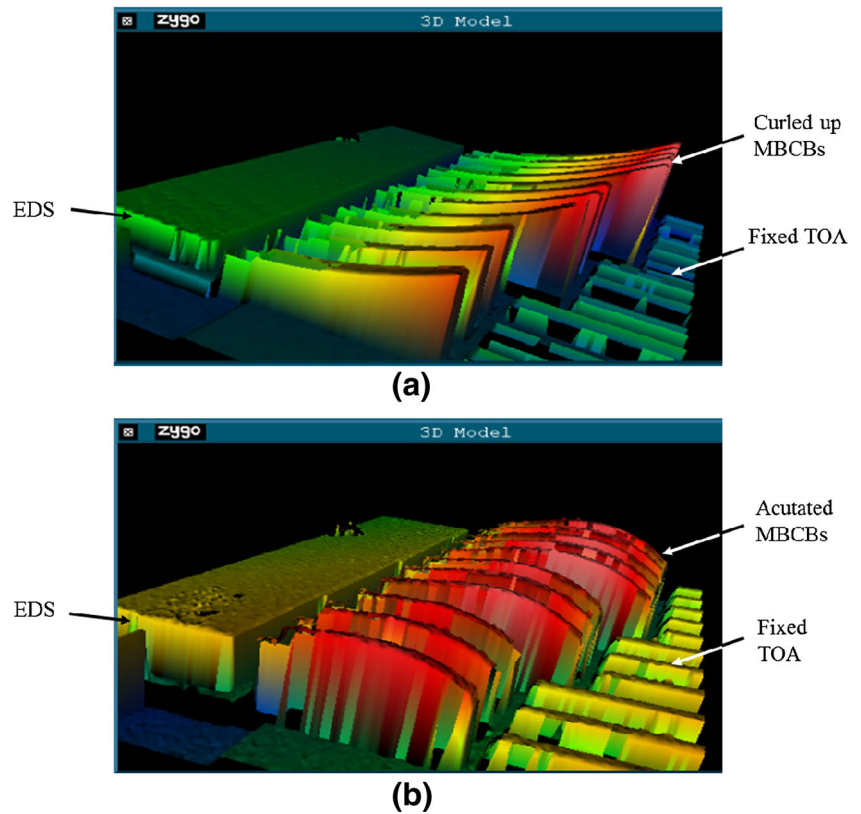 zygo 3D Model
EDS
Curled up
MBCBs
Fixed TOA
(a)
zygo 3D Model
EDS
Acutated
MBCBs
Fixed
TOA
(b)